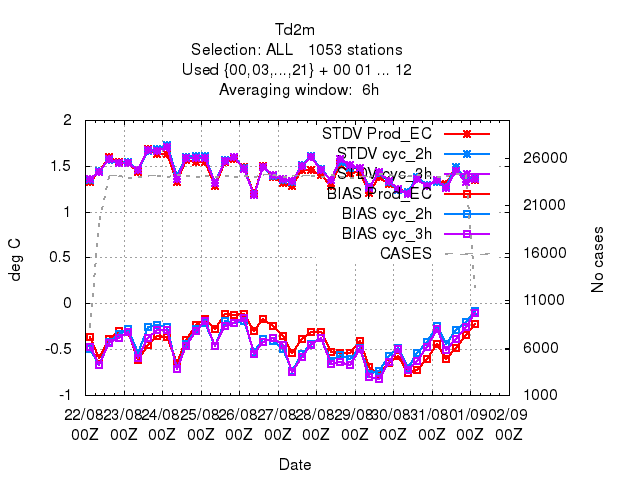 Td2m
Selection: ALL   1053 stations
Used {00,03,...,21} + 00 01 ... 12
Averaging window:  6h
STDV Prod_EC
STDV cyc_2h
STDV cyc_3h
BIAS Prod_EC
BIAS cyc_2h
BIAS cyc_3h
CASES
deg C
2
1.5
1
0.5
0
-0.5
-1
No cases
26000
21000
16000
11000
6000
1000
22/08 23/08 24/08 25/08 26/08 27/08 28/08 29/08 30/08 31/08 01/09 02/09
00Z 00Z 00Z 00Z 00Z 00Z 00Z 00Z 00Z 00Z 00Z 00Z
Date